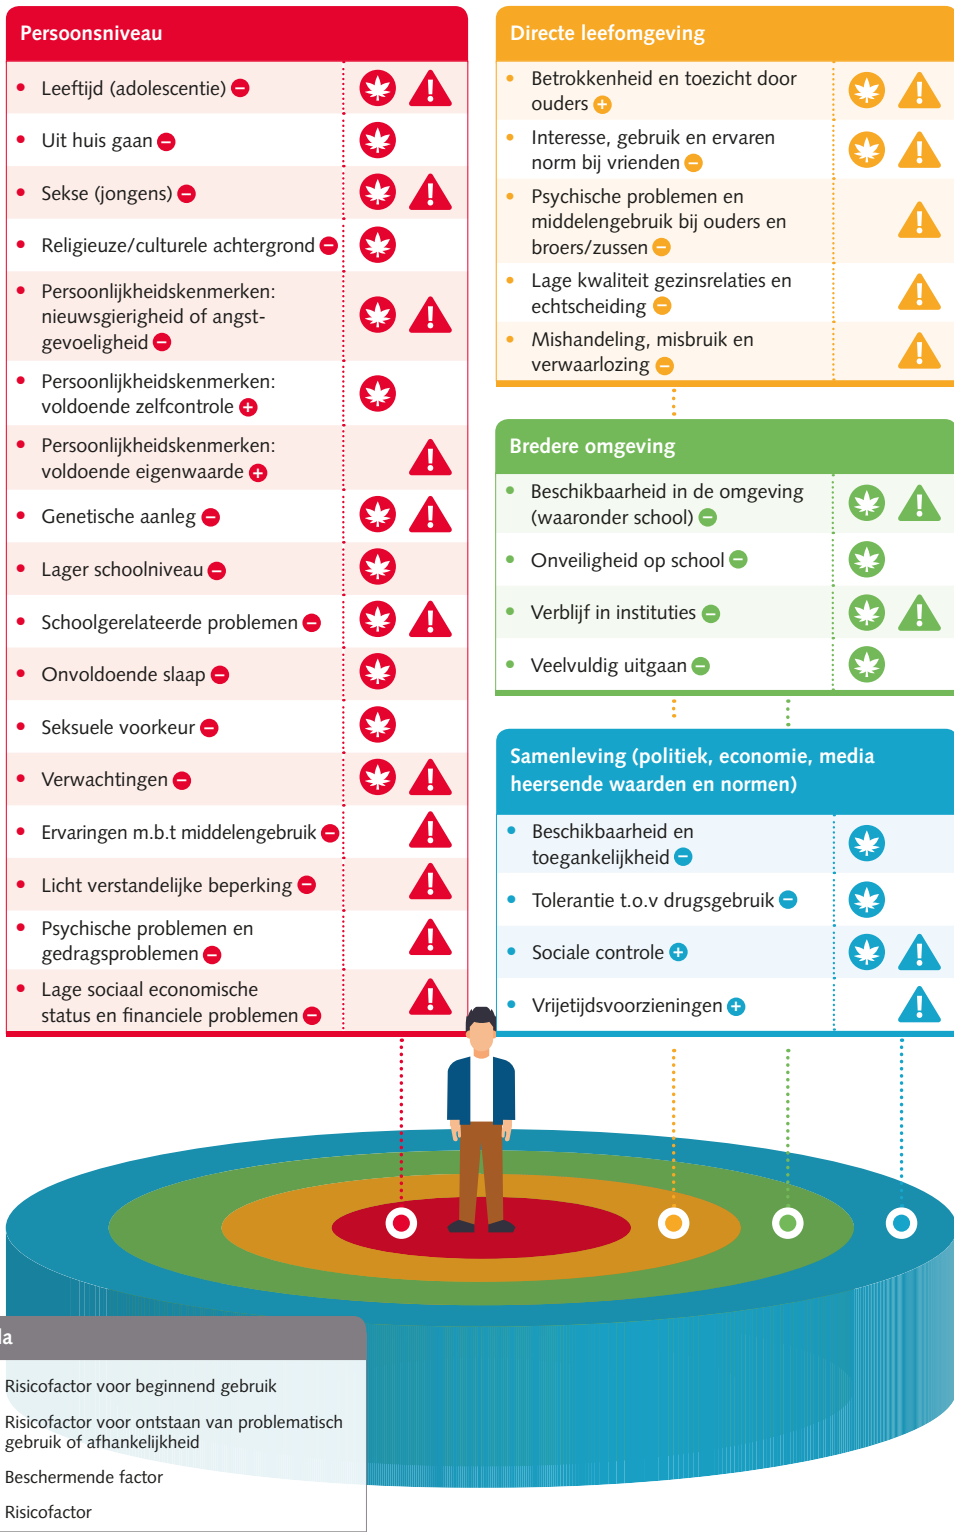 Persoonsniveau
Leeftijd (adolescentie)
Uit huis gaan
Sekse (jongens)
Religieuze/culturele achtergrond
Persoonlijkheidskenmerken:
nieuwsgierigheid of angst-
gevoeligheid
Persoonlijkheidskenmerken:
voldoende zelfcontrole
Persoonlijkheidskenmerken:
voldoende eigenwaarde
Genetische aanleg
Lager schoolniveau
Schoolgerelateerde problemen
Onvoldoende slaap
Seksuele voorkeur
Verwachtingen
Ervaringen m.b.t middelengebruik
Licht verstandelijke beperking
Psychische problemen en
gedragsproblemen
Lage sociaal economische
status en financiele problemen
Directe leefomgeving
Betrokkenheid en toezicht door
ouders
Interesse, gebruik en ervaren
norm bij vrienden
Psychische problemen en
middelengebruik bij ouders en
broers/zussen
Lage kwaliteit gezinsrelaties en
echtscheiding
Mishandeling, misbruik en
verwaarlozing
Bredere omgeving
Beschikbaarheid in de omgeving
(waaronder school)
Onveiligheid op school
Verblijf in instituties
Veelvuldig uitgaan
Samenleving (politiek, economie, media
heersende waarden en normen)
Beschikbaarheid en
toegankelijkheid
Tolerantie t.o.v drugsgebruik
Sociale controle
Vrijetijdsvoorzieningen
Risicofactor voor beginnend gebruik
Risicofactor voor ontstaan van problematisch
gebruik of afhankelijkheid
Beschermende factor
Risicofactor